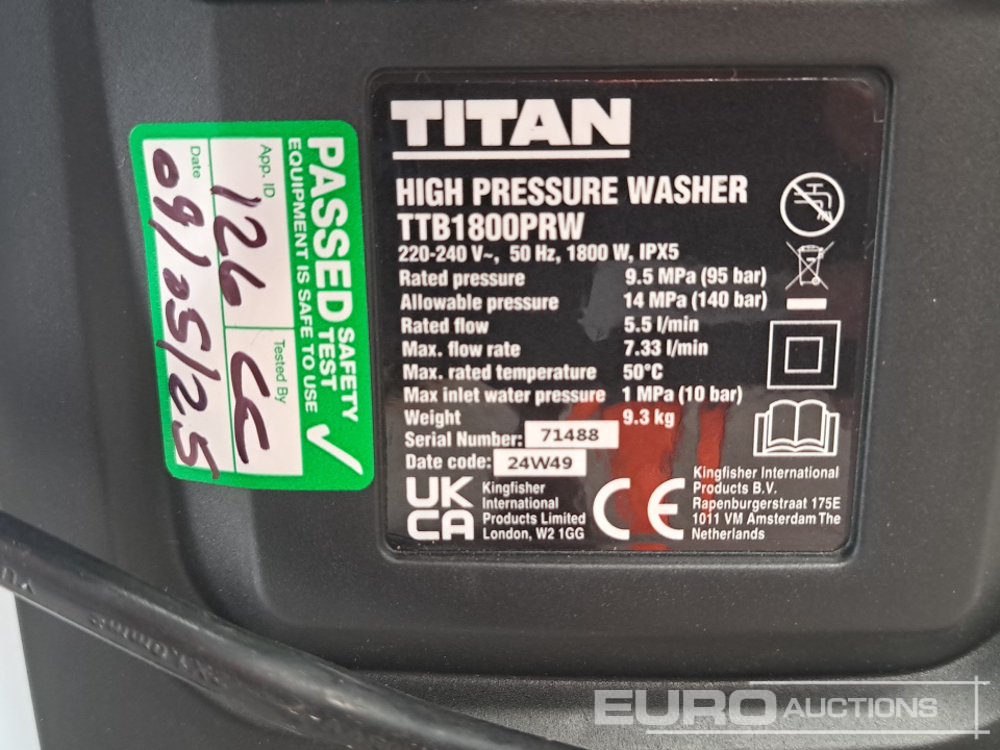 TITAN
HIGH PRESSURE WASHER
TTB1800PRW
220-240 V~, 50 Hz, 1800 W, IPX5
Rated pressure 9.5 MPa (95 bar)
Allowable pressure 14 MPa (140 bar)
Rated flow 5.5 l/min
Max. flow rate 7.33 l/min
Max. rated temperature 50°C
Max inlet water pressure 1 MPa (10 bar)
Weight 9.3 kg
Serial Number: 71488
Date code: 24W49
UK
CA
Kingfisher
International
Products Limited
London, W2 1GG
CE
Kingfisher International
Products B.V.
Rapenburgerstraat 175E
1011 VM Amsterdam The
Netherlands
PASSED SAFETY TEST
EQUIPMENT IS SAFE TO USE
App. ID 126
Tested By CC
Date 09/05/25
EURO AUCTIONS